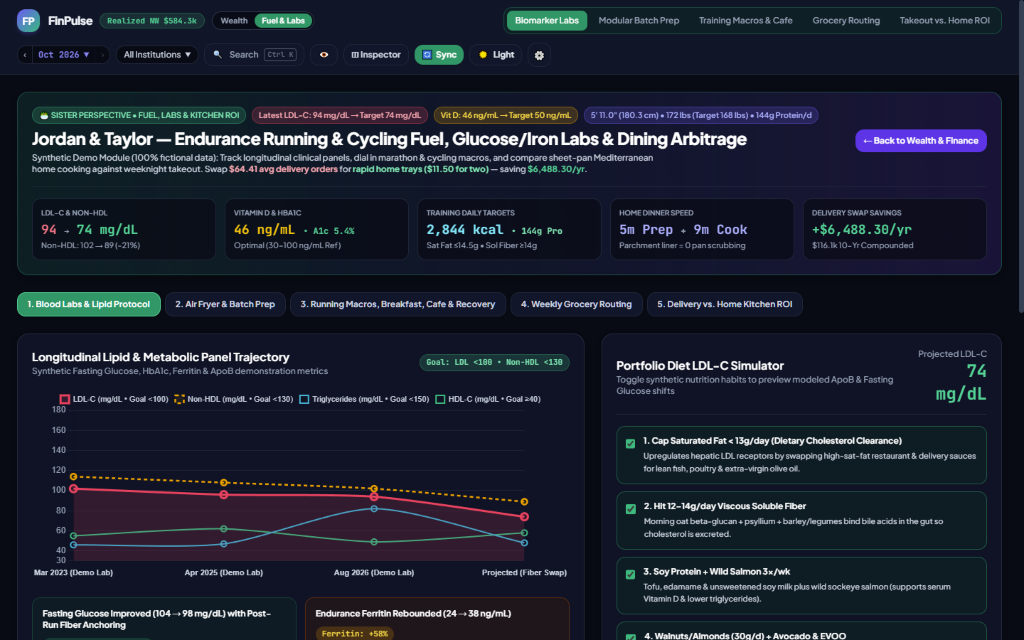 FP FinPulse Realized NW $584.3k Wealth Fuel & Labs
Biomarker Labs Modular Batch Prep Training Macros & Cafe Grocery Routing Takeout vs. Home ROI
‹ Oct 2026 ▼ › All Institutions ▼ Search Ctrl K Inspector Sync Light
SISTER PERSPECTIVE • FUEL, LABS & KITCHEN ROI Latest LDL-C: 94 mg/dL → Target 74 mg/dL Vit D: 46 ng/mL → Target 50 ng/mL 5' 11.0" (180.3 cm) • 172 lbs (Target 168 lbs) • 144g Protein/d
Jordan & Taylor — Endurance Running & Cycling Fuel, Glucose/Iron Labs & Dining Arbitrage
← Back to Wealth & Finance
Synthetic Demo Module (100% fictional data): Track longitudinal clinical panels, dial in marathon & cycling macros, and compare sheet-pan Mediterranean
home cooking against weeknight takeout. Swap $64.41 avg delivery orders for rapid home trays ($11.50 for two) — saving $6,488.30/yr.
LDL-C & NON-HDL
94 → 74 mg/dL
Non-HDL: 102 → 89 (-21%)
VITAMIN D & HBA1C
46 ng/mL • A1c 5.4%
Optimal (30-100 ng/mL Ref)
TRAINING DAILY TARGETS
2,844 kcal • 144g Pro
Sat Fat ≤14.5g • Sol Fiber ≥14g
HOME DINNER SPEED
5m Prep + 9m Cook
Parchment liner = 0 pan scrubbing
DELIVERY SWAP SAVINGS
+$6,488.30/yr
$116.1k 10-Yr Compounded
1. Blood Labs & Lipid Protocol 2. Air Fryer & Batch Prep 3. Running Macros, Breakfast, Cafe & Recovery 4. Weekly Grocery Routing 5. Delivery vs. Home Kitchen ROI
Longitudinal Lipid & Metabolic Panel Trajectory
Synthetic Fasting Glucose, HbA1c, Ferritin & ApoB demonstration metrics
Goal: LDL <100 • Non-HDL <130
LDL-C (mg/dL • Goal <100) Non-HDL (mg/dL • Goal <130) Triglycerides (mg/dL • Goal <150) HDL-C (mg/dL • Goal ≥40)
180
160
140
120
100
80
60
40
30
Mar 2023 (Demo Lab) Apr 2025 (Demo Lab) Aug 2026 (Demo Lab) Projected (Fiber Swap)
Fasting Glucose Improved (104 → 98 mg/dL) with Post-
Run Fiber Anchoring
Endurance Ferritin Rebounded (24 → 38 ng/mL)
Ferritin: +58%
Portfolio Diet LDL-C Simulator
Toggle synthetic nutrition habits to preview modeled ApoB & Fasting
Glucose shifts
Projected LDL-C
74
mg/dL
1. Cap Saturated Fat < 13g/day (Dietary Cholesterol Clearance)
Upregulates hepatic LDL receptors by swapping high-sat-fat restaurant & delivery sauces
for lean fish, poultry & extra-virgin olive oil.
2. Hit 12–14g/day Viscous Soluble Fiber
Morning oat beta-glucan + psyllium + barley/legumes bind bile acids in the gut so
cholesterol is excreted.
3. Soy Protein + Wild Salmon 3×/wk
Tofu, edamame & unsweetened soy milk plus wild sockeye salmon (supports serum
Vitamin D & lower triglycerides).
4. Walnuts/Almonds (30g/d) + Avocado & EVOO